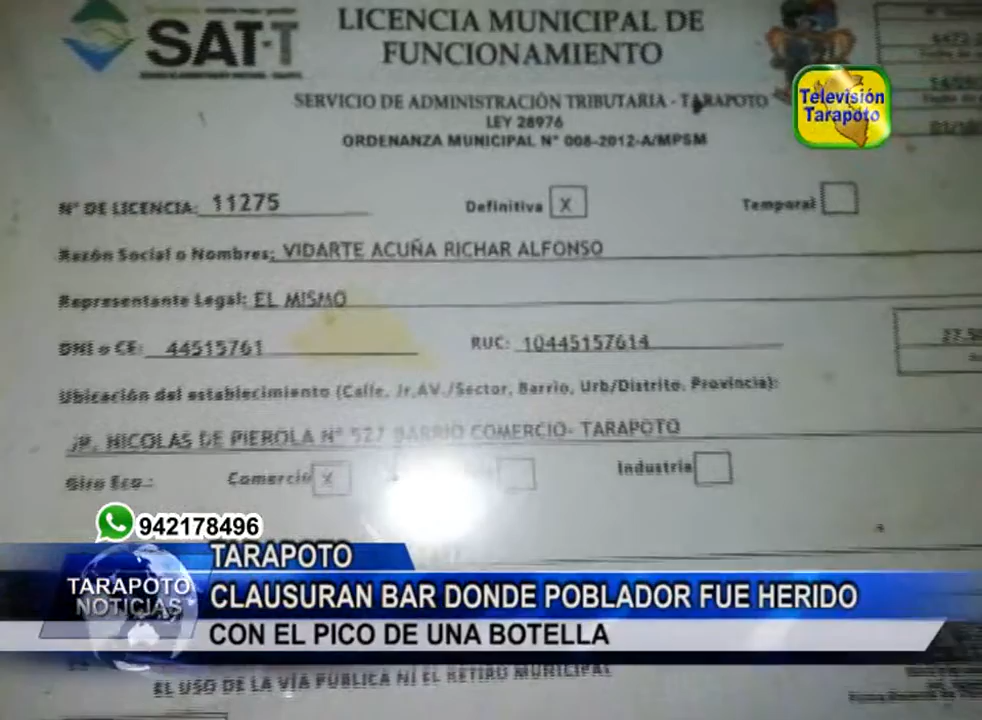 SAT-T
LICENCIA MUNICIPAL DE
FUNCIONAMIENTO
SERVICIO DE ADMINISTRACIÓN TRIBUTARIA - TARAPOTO
LEY 28976
ORDENANZA MUNICIPAL N° 008-2012-A/MPSM
Televisión
Tarapoto
N° DE LICENCIA: 11275 Definitiva X Temporal
Razón Social o Nombres: VIDARTE ACUÑA RICHAR ALFONSO
Representante Legal: EL MISMO
DNI o CE: 44515761 RUC: 10445157614
Ubicación del establecimiento (Calle, Jr,AV./Sector, Barrio, Urb/Distrito, Provincia):
JR. NICOLAS DE PIEROLA N° 527 BARRIO COMERCIO- TARAPOTO
Giro Eco.: Comercio X Industria
942178496
TARAPOTO
NOTICIAS
TARAPOTO
CLAUSURAN BAR DONDE POBLADOR FUE HERIDO
CON EL PICO DE UNA BOTELLA
EL USO DE LA VÍA PUBLICA NI EL RETIRO MUNICIPAL